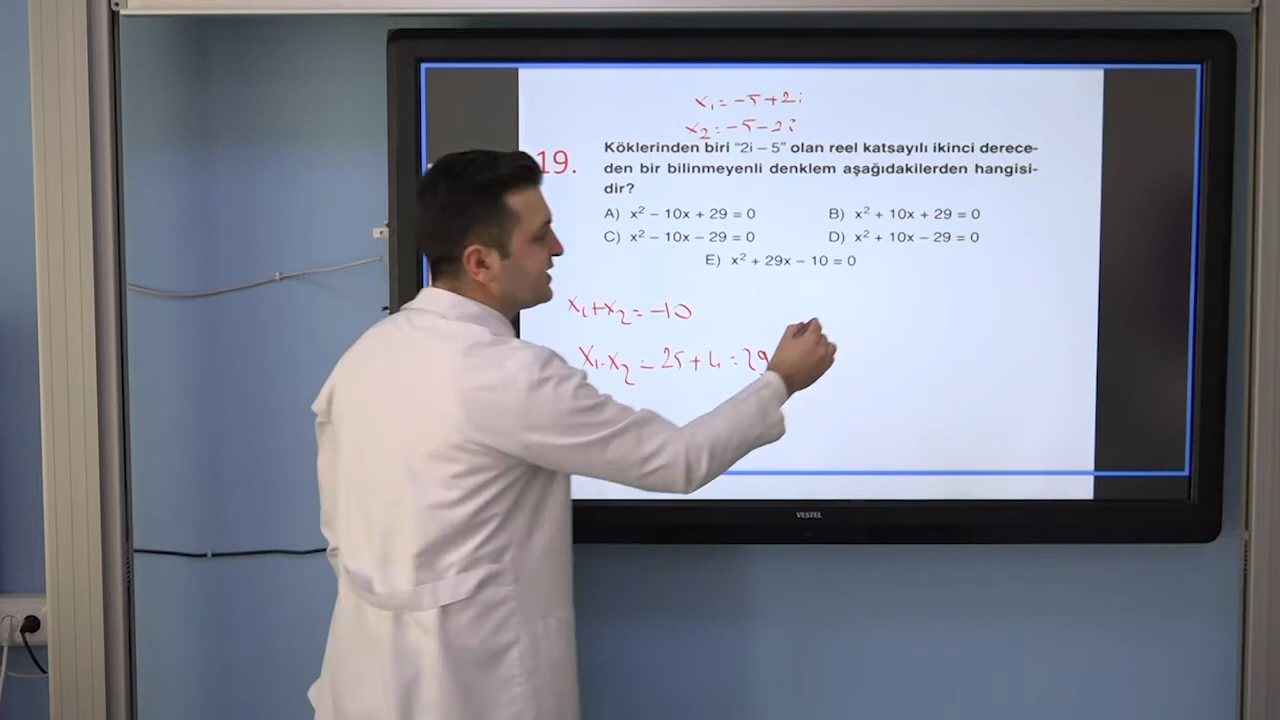 x₁ = -5+2i
x₂ = -5-2i
19.
Köklerinden biri "2i – 5" olan reel katsayılı ikinci derece-
den bir bilinmeyenli denklem aşağıdakilerden hangisi-
dir?
A) x² – 10x + 29 = 0
B) x² + 10x + 29 = 0
C) x² – 10x – 29 = 0
D) x² + 10x – 29 = 0
E) x² + 29x – 10 = 0
x₁+x₂ = -10
x₁.x₂ = 25+4 = 29
VESTEL